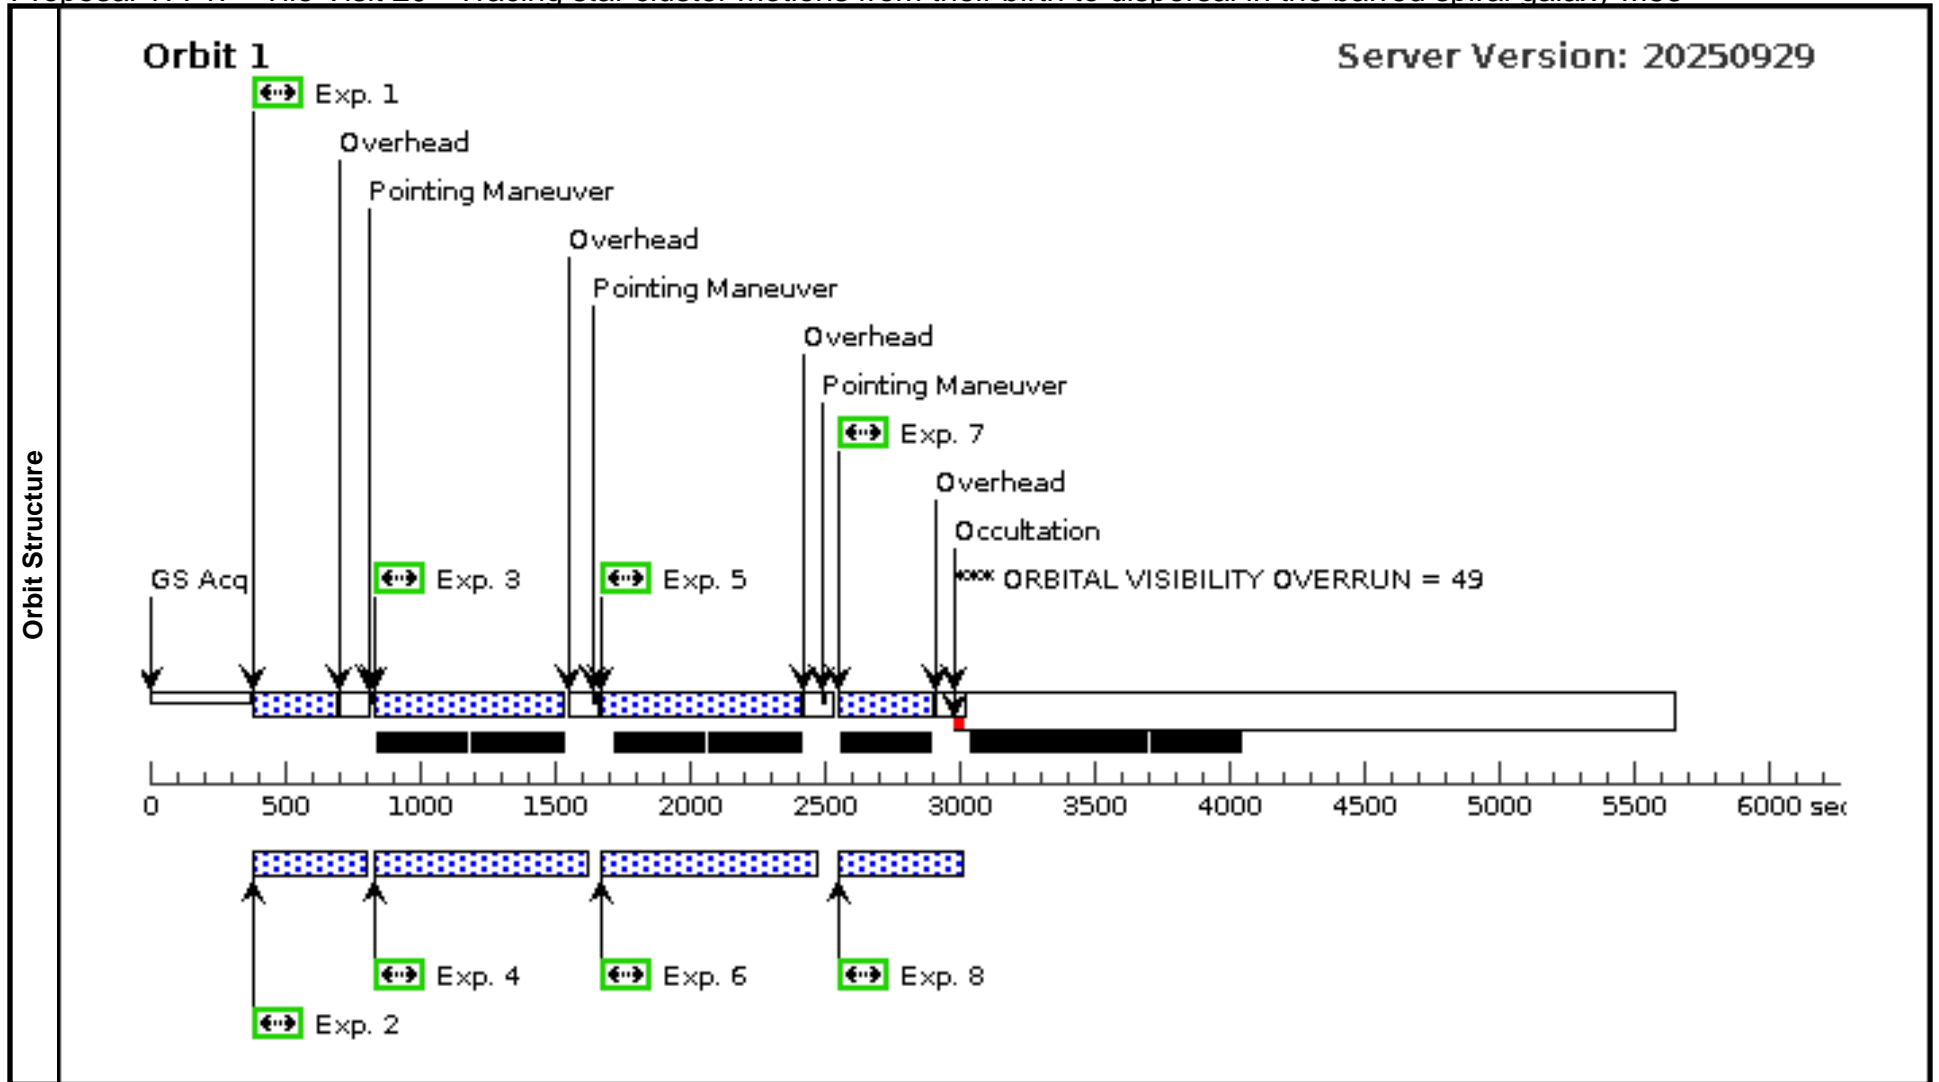 Orbit 1
Server Version: 20250929
Exp. 1
Overhead
Pointing Maneuver
Overhead
Pointing Maneuver
Overhead
Pointing Maneuver
Exp. 7
Overhead
Occultation
GS Acq
Exp. 3
Exp. 5
**** ORBITAL VISIBILITY OVERRUN = 49
Orbit Structure
0 500 1000 1500 2000 2500 3000 3500 4000 4500 5000 5500 6000 sec
Exp. 4
Exp. 6
Exp. 8
Exp. 2